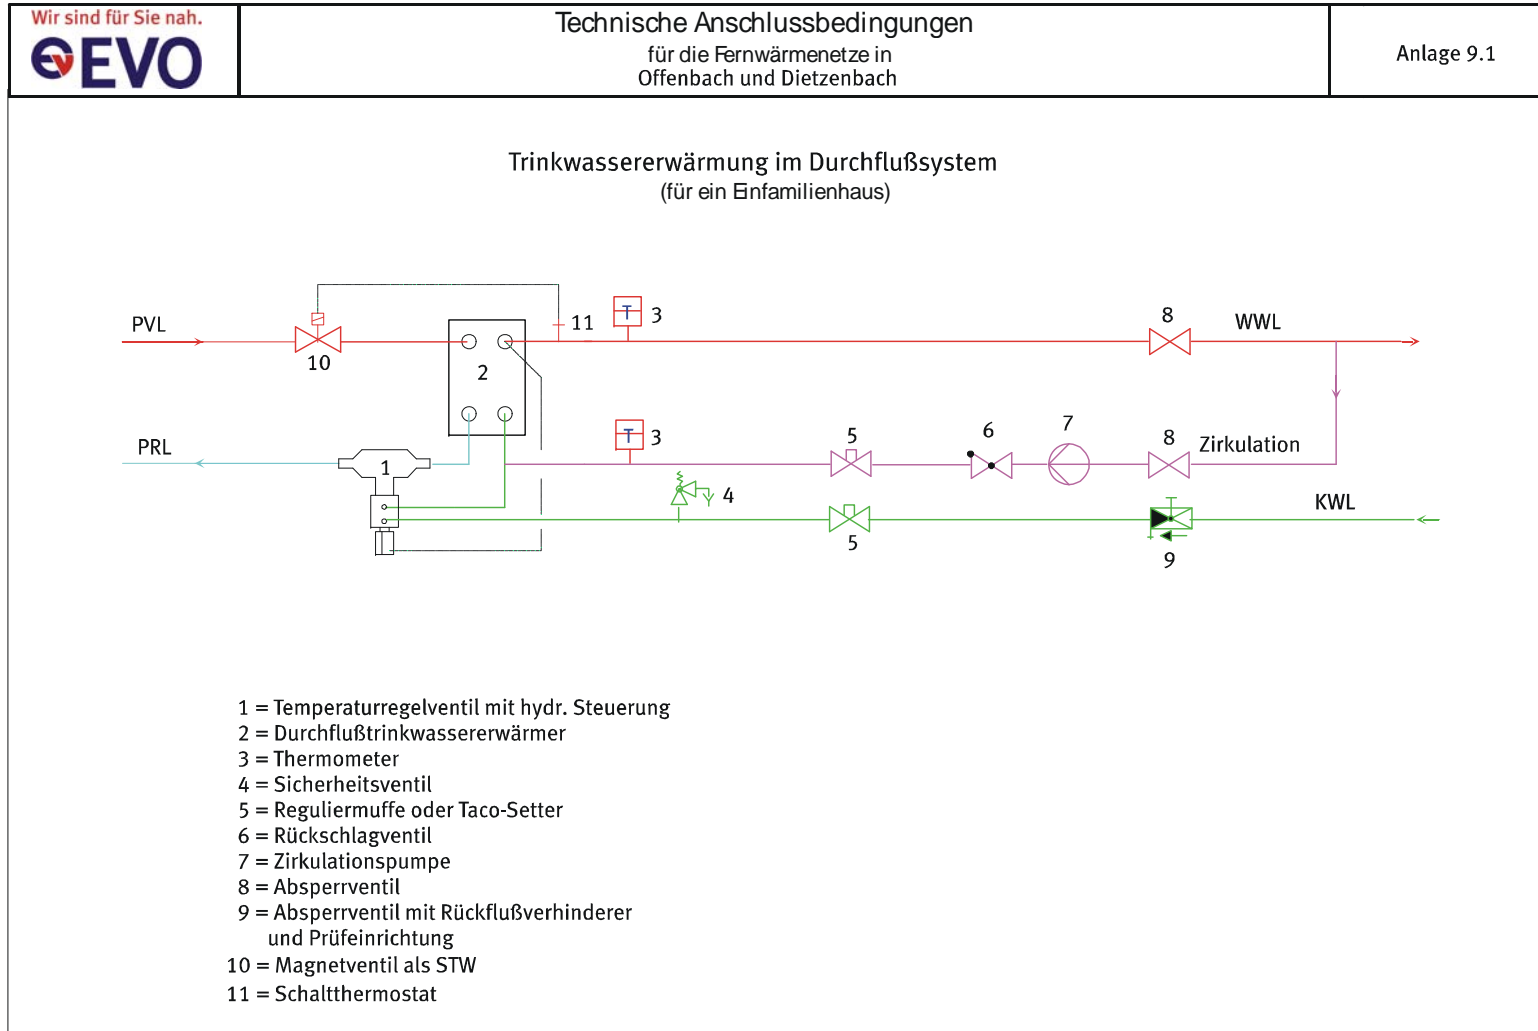 Wir sind für Sie nah.
EVO
Technische Anschlussbedingungen
für die Fernwärmenetze in
Offenbach und Dietzenbach
Anlage 9.1
Trinkwassererwärmung im Durchflußsystem
(für ein Einfamilienhaus)
PVL
10
2
11
T 3
8
WWL
PRL
1
T 3
5
6
7
8
Zirkulation
4
5
9
KWL
1 = Temperaturregelventil mit hydr. Steuerung
2 = Durchflußtrinkwassererwärmer
3 = Thermometer
4 = Sicherheitsventil
5 = Reguliermuffe oder Taco-Setter
6 = Rückschlagventil
7 = Zirkulationspumpe
8 = Absperrventil
9 = Absperrventil mit Rückflußverhinderer
und Prüfeinrichtung
10 = Magnetventil als STW
11 = Schaltthermostat